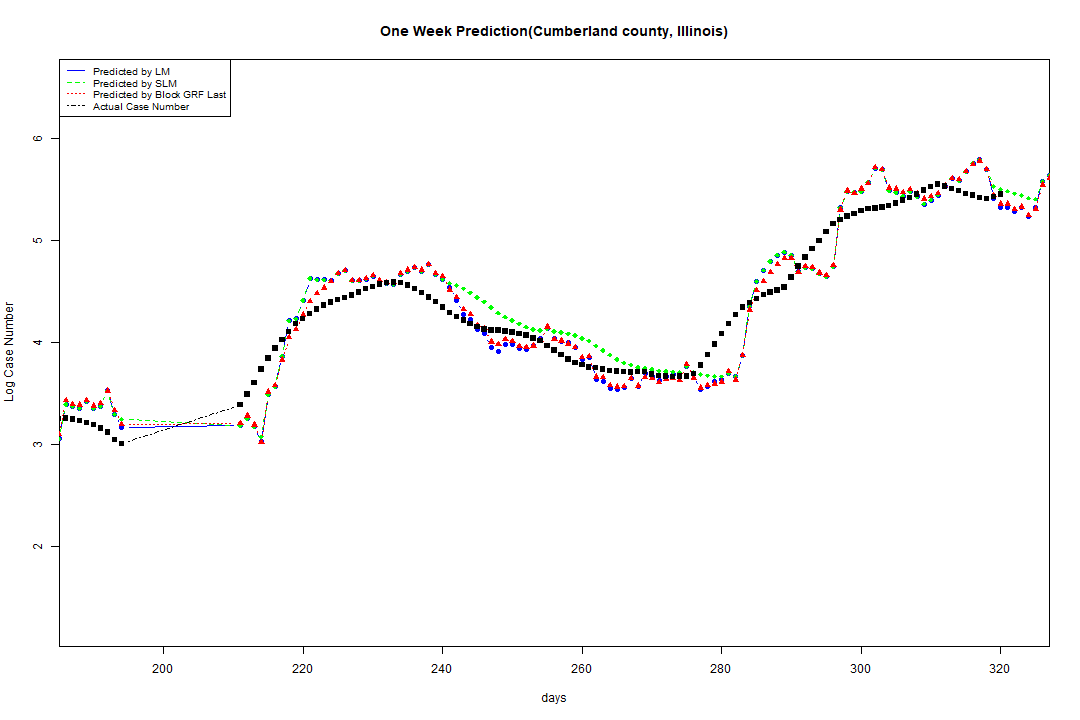 One Week Prediction(Cumberland county, Illinois)
Predicted by LM
Predicted by SLM
Predicted by Block GRF Last
Actual Case Number
Log Case Number
6
5
4
3
2
200 220 240 260 280 300 320
days